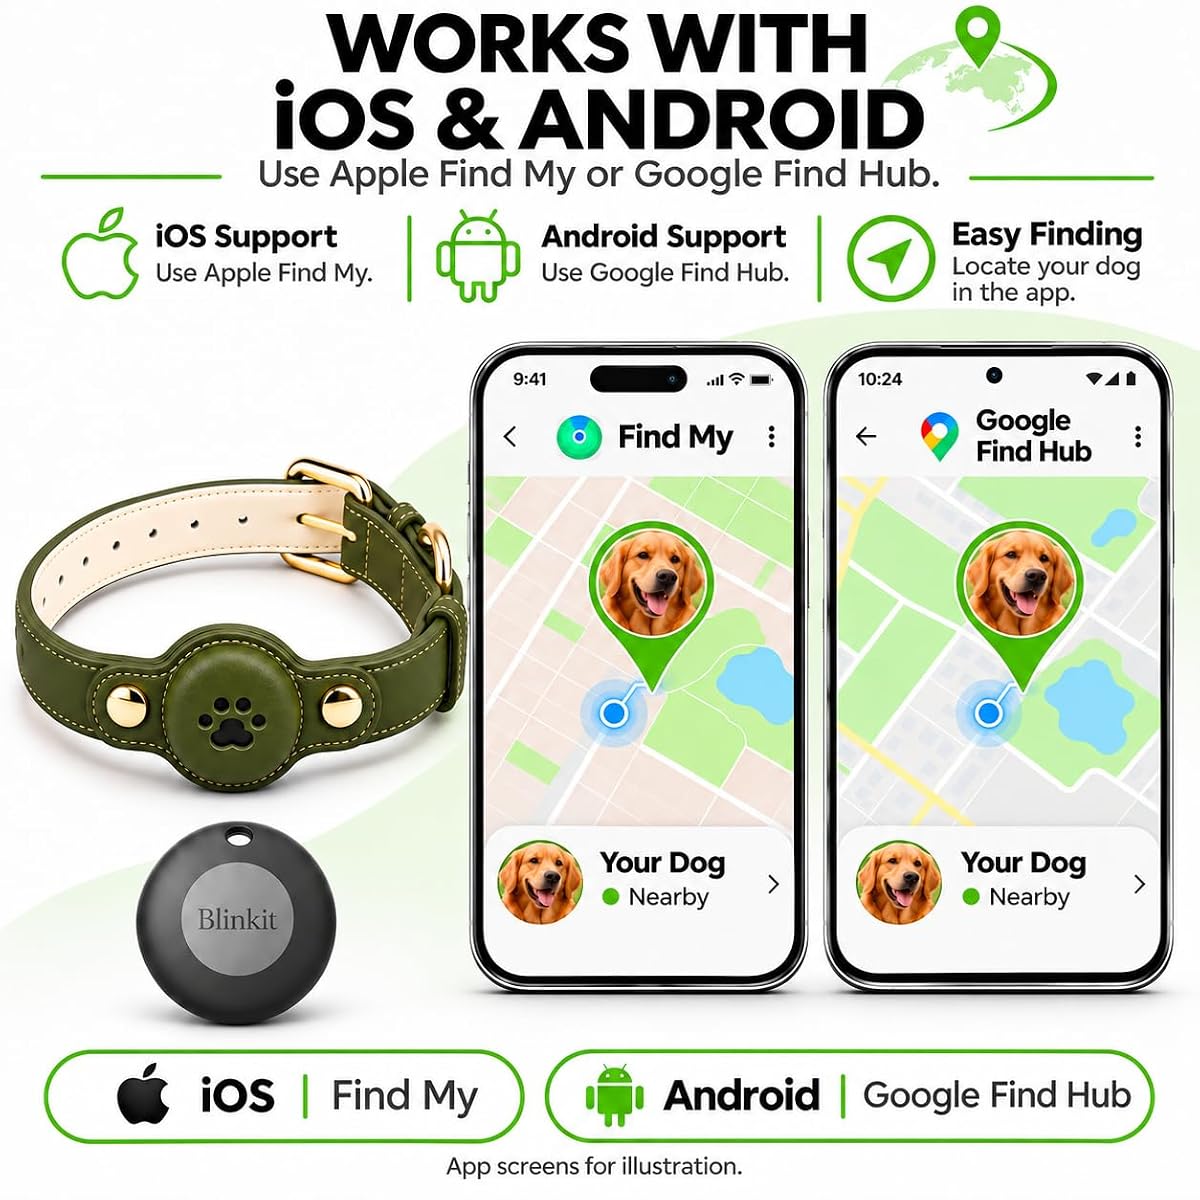 WORKS WITH
iOS & ANDROID
Use Apple Find My or Google Find Hub.
iOS Support
Use Apple Find My.
Android Support
Use Google Find Hub.
Easy Finding
Locate your dog
in the app.
9:41
Find My
Your Dog
Nearby
10:24
Google
Find Hub
Your Dog
Nearby
Blinkit
iOS | Find My
Android | Google Find Hub
App screens for illustration.